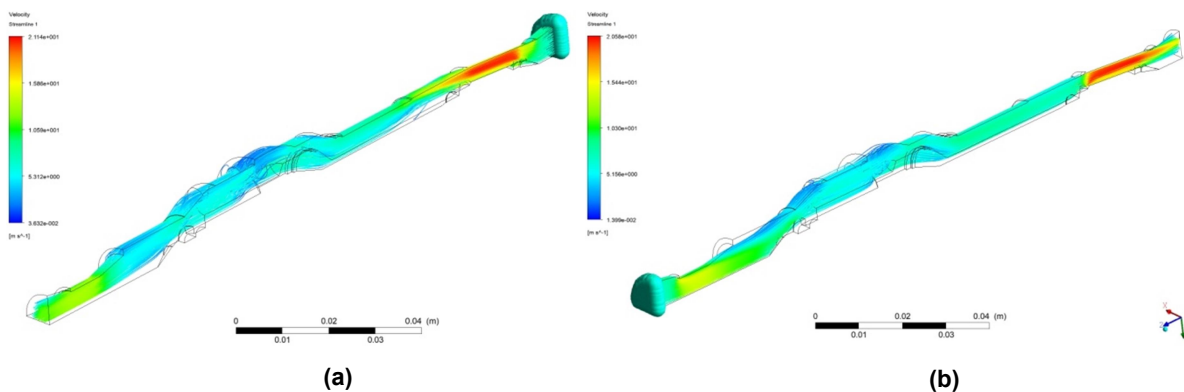 Velocity
Streamline 1
2.114e+001
1.586e+001
1.059e+001
5.312e+000
3.832e-002
[m s^-1]
0 0.02 0.04 (m)
0.01 0.03
(a)
Velocity
Streamline 1
2.058e+001
1.544e+001
1.030e+001
5.156e+000
1.399e-002
[m s^-1]
0 0.02 0.04 (m)
0.01 0.03
X
Z
(b)